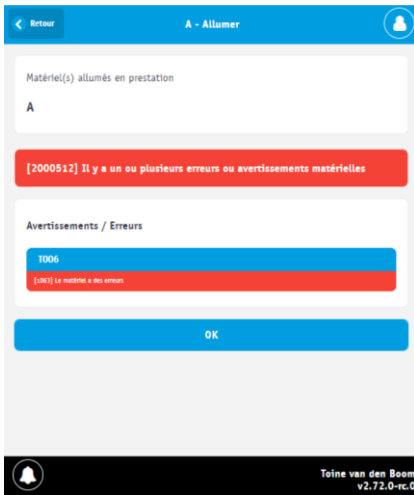 Retour
A - Allumer
Matériel(s) allumés en prestation
A
[2000512] Il y a un ou plusieurs erreurs ou avertissements matérielles
Avertissements / Erreurs
T006
[1083] Le matériel a des erreurs
OK
Toine van den Boom
v2.72.0-rc.0